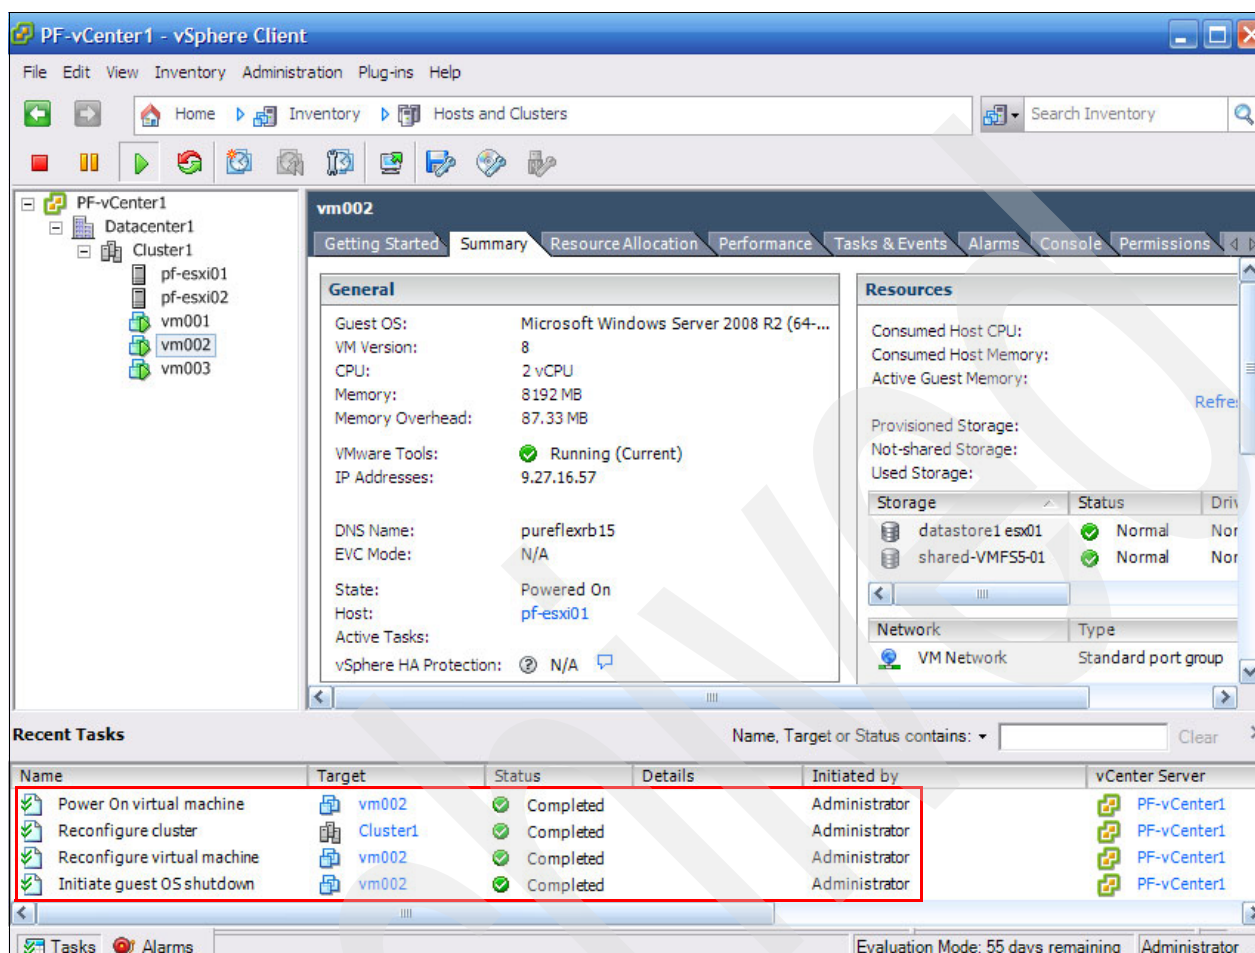 PF-vCenter1 - vSphere Client
File Edit View Inventory Administration Plug-ins Help
Home Inventory Hosts and Clusters Search Inventory
PF-vCenter1
Datacenter1
Cluster1
pf-esxi01
pf-esxi02
vm001
vm002
vm003
vm002
Getting Started Summary Resource Allocation Performance Tasks & Events Alarms Console Permissions
General
Guest OS: Microsoft Windows Server 2008 R2 (64-...
VM Version: 8
CPU: 2 vCPU
Memory: 8192 MB
Memory Overhead: 87.33 MB
VMware Tools: Running (Current)
IP Addresses: 9.27.16.57
DNS Name: pureflexrb15
EVC Mode: N/A
State: Powered On
Host: pf-esxi01
Active Tasks:
vSphere HA Protection: N/A
Resources
Consumed Host CPU:
Consumed Host Memory:
Active Guest Memory:
Refre
Provisioned Storage:
Not-shared Storage:
Used Storage:
Storage Status Driv
datastore1 esx01 Normal Nor
shared-VMFS5-01 Normal Nor
Network Type
VM Network Standard port group
Recent Tasks Name, Target or Status contains: Clear
Name Target Status Details Initiated by vCenter Server
Power On virtual machine vm002 Completed Administrator PF-vCenter1
Reconfigure cluster Cluster1 Completed Administrator PF-vCenter1
Reconfigure virtual machine vm002 Completed Administrator PF-vCenter1
Initiate guest OS shutdown vm002 Completed Administrator PF-vCenter1
Tasks Alarms Evaluation Mode: 55 days remaining Administrator